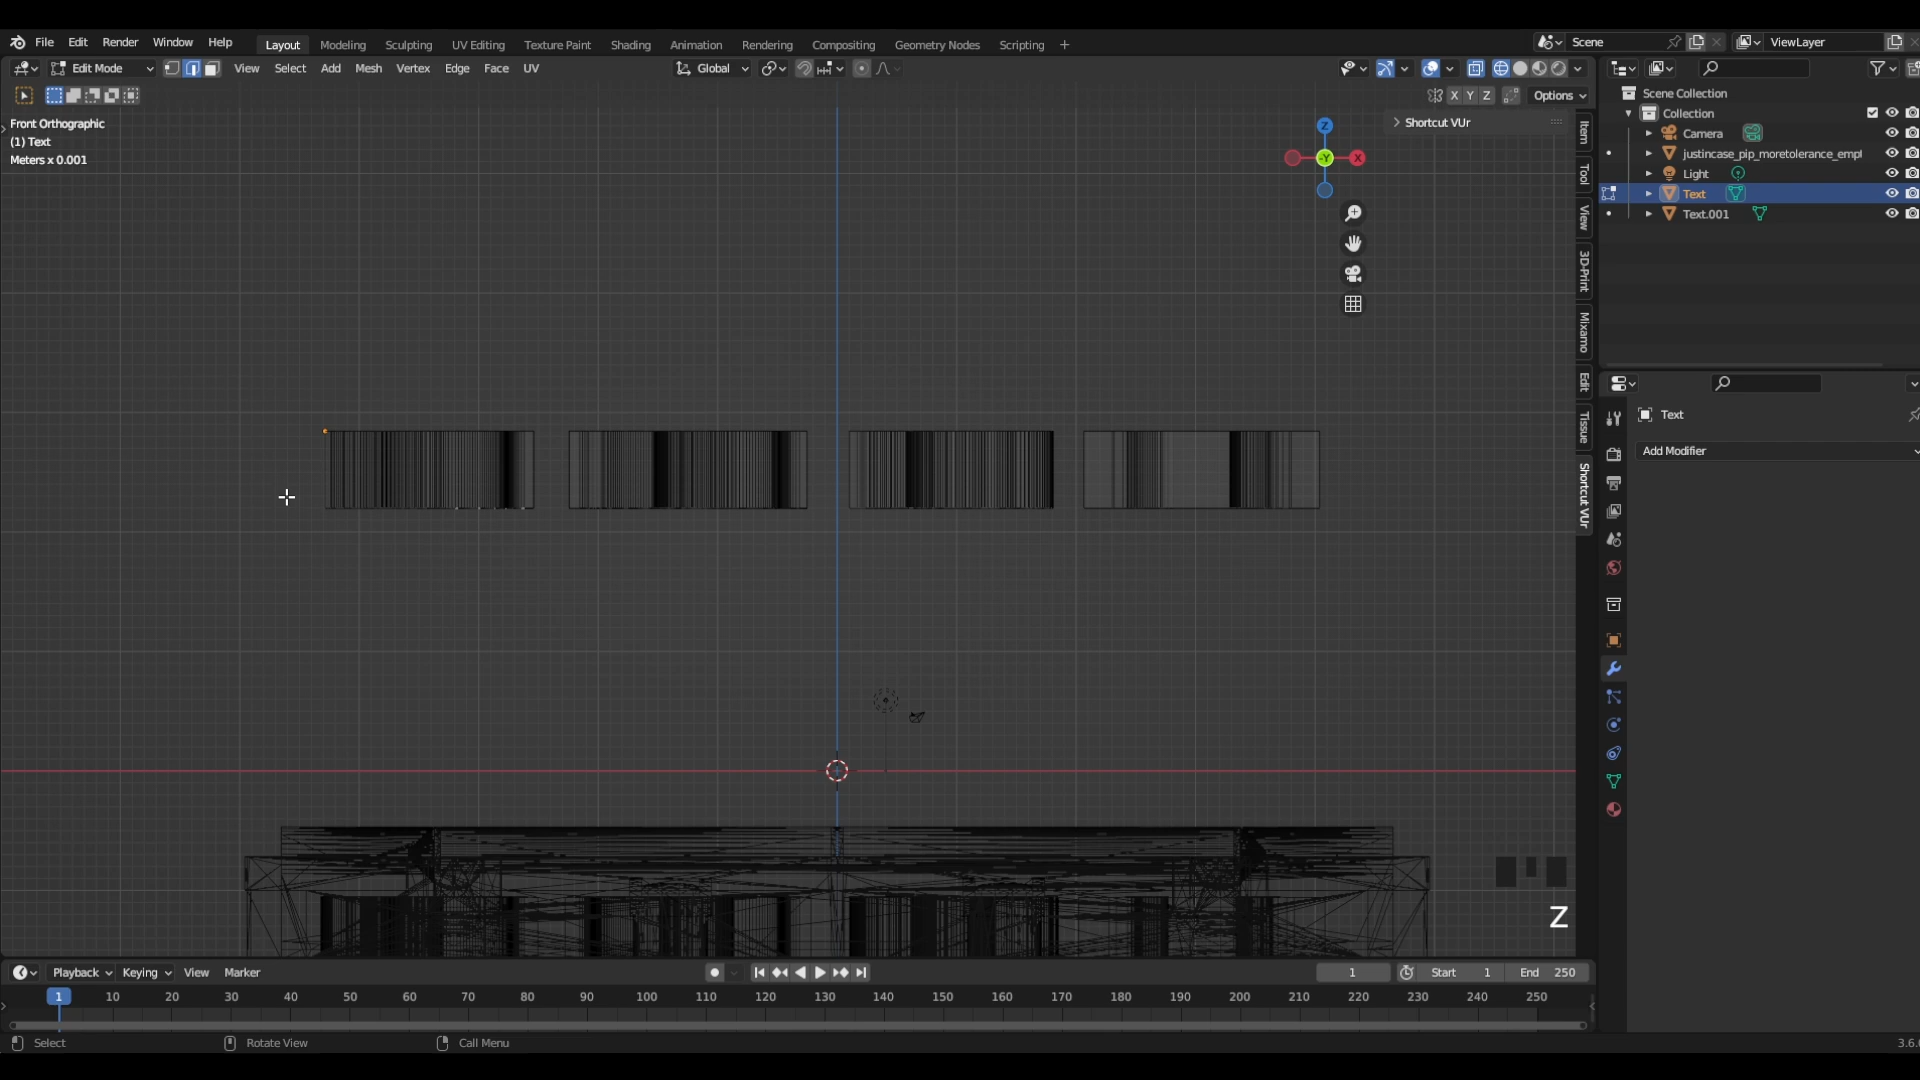 File Edit Render Window Help Layout Modeling Sculpting UV Editing Texture Paint Shading Animation Rendering Compositing Geometry Nodes Scripting + Scene ViewLayer
Edit Mode View Select Add Mesh Vertex Edge Face UV Global
X Y Z Options
Scene Collection
Collection
Camera
justincase_pip_moretolerance_empt
Light
Text
Text.001
Front Orthographic
(1) Text
Meters x 0.001
Shortcut VUr
Z
X
-Y
Item
Tool
View
3D-Print
Mixamo
Edit
Tissue
Shortcut VUr
Text
Add Modifier
Z
Playback Keying View Marker 1 Start 1 End 250
1 10 20 30 40 50 60 70 80 90 100 110 120 130 140 150 160 170 180 190 200 210 220 230 240 250
Select Rotate View Call Menu 3.6.